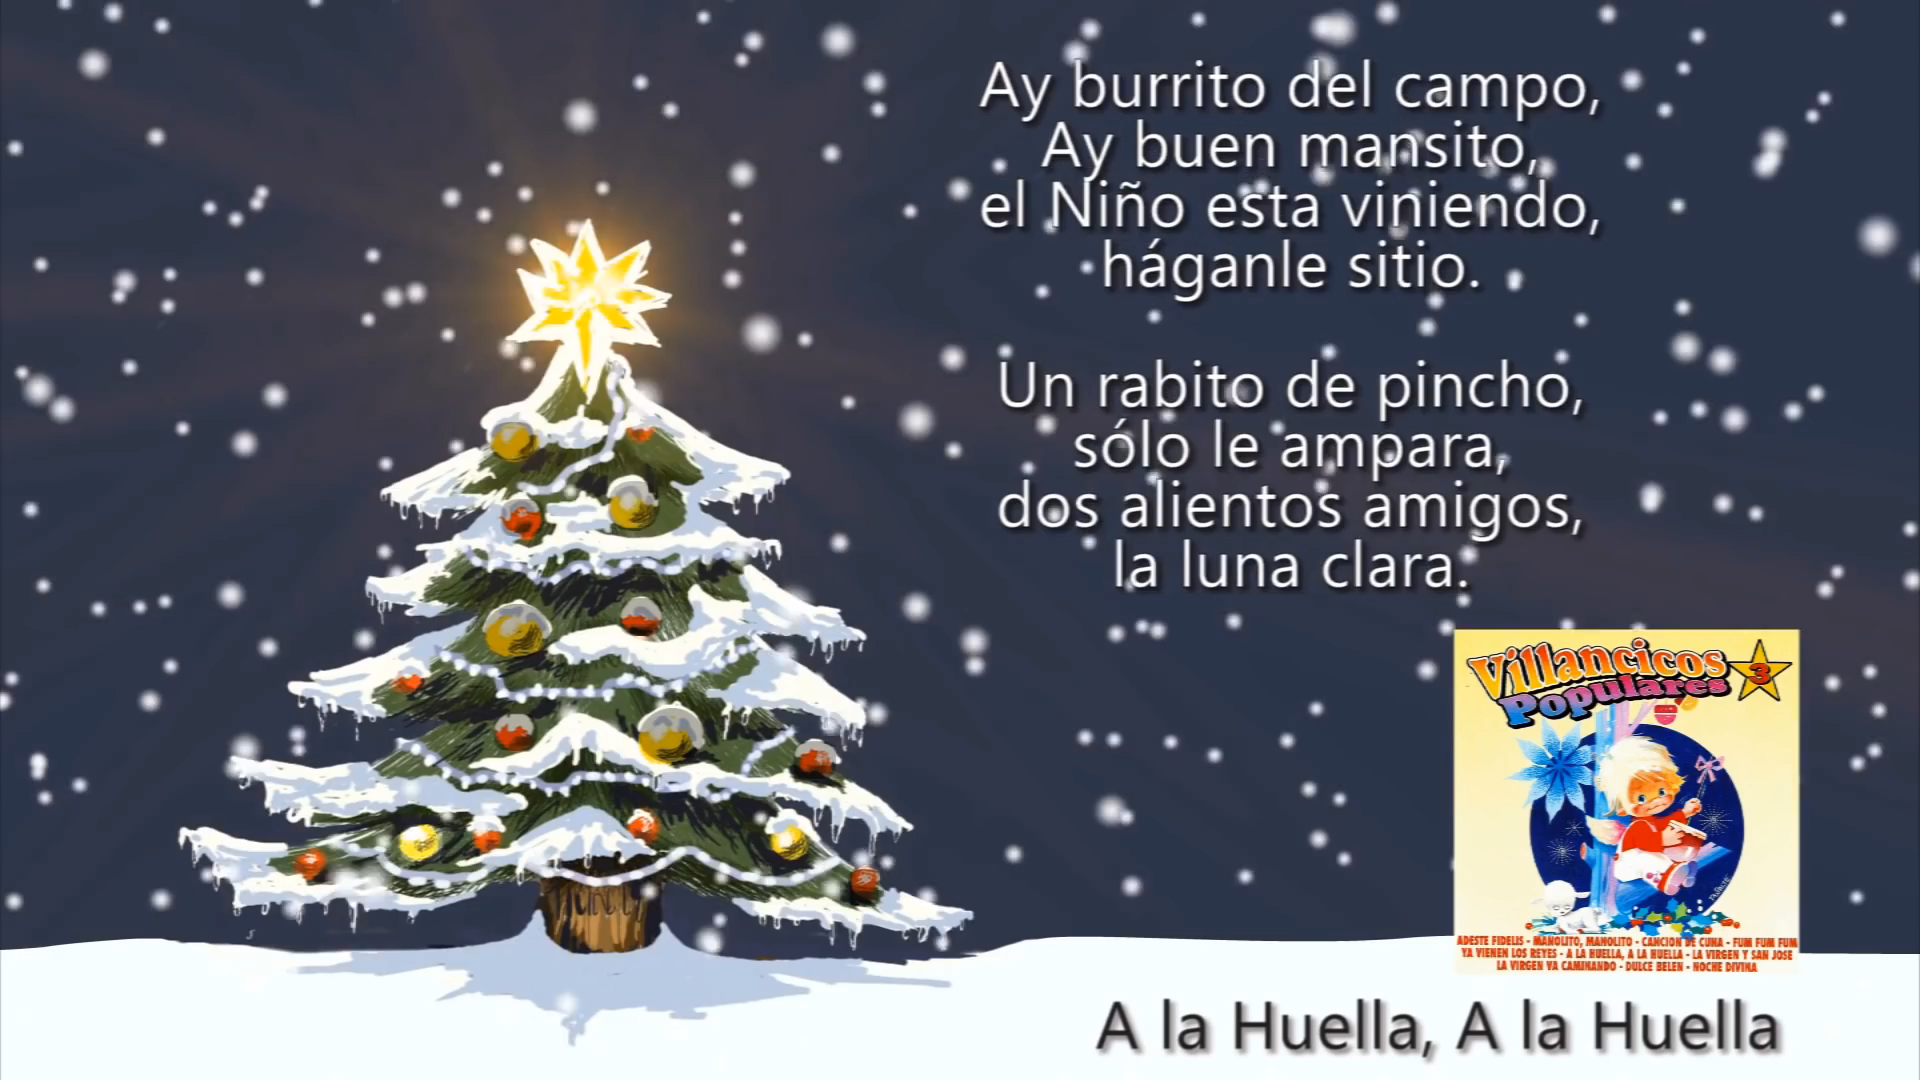 Ay burrito del campo,
Ay buen mansito,
el Niño esta viniendo,
háganle sitio.
Un rabito de pincho,
sólo le ampara,
dos alientos amigos,
la luna clara.
Villancicos
Populares
3
ADESTE FIDELIS - MANOLITO, MANOLITO - CANCION DE CUNA - FUM FUM FUM
YA VIENEN LOS REYES - A LA HUELLA, A LA HUELLA - LA VIRGEN Y SAN JOSE
LA VIRGEN VA CAMINANDO - DULCE BELEN - NOCHE DIVINA
A la Huella, A la Huella